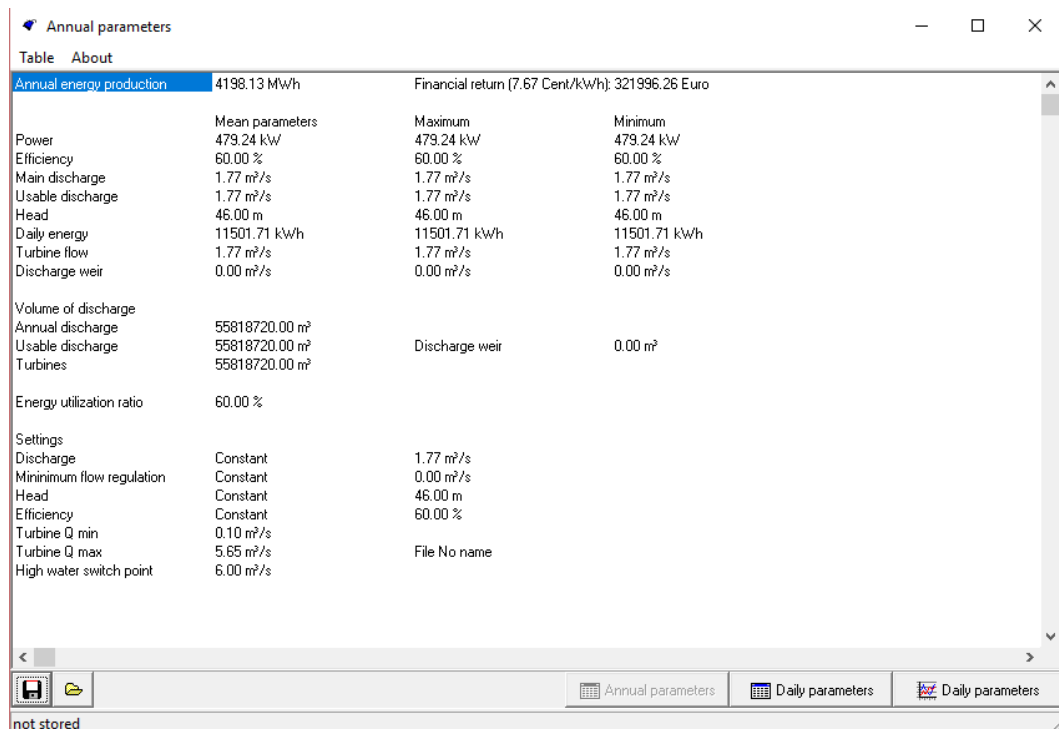 Annual parameters
Table About
Annual energy production 4198.13 MWh Financial return (7.67 Cent/kWh): 321996.26 Euro
Mean parameters Maximum Minimum
Power 479.24 kW 479.24 kW 479.24 kW
Efficiency 60.00 % 60.00 % 60.00 %
Main discharge 1.77 m³/s 1.77 m³/s 1.77 m³/s
Usable discharge 1.77 m³/s 1.77 m³/s 1.77 m³/s
Head 46.00 m 46.00 m 46.00 m
Daily energy 11501.71 kWh 11501.71 kWh 11501.71 kWh
Turbine flow 1.77 m³/s 1.77 m³/s 1.77 m³/s
Discharge weir 0.00 m³/s 0.00 m³/s 0.00 m³/s
Volume of discharge
Annual discharge 55818720.00 m³
Usable discharge 55818720.00 m³ Discharge weir 0.00 m³
Turbines 55818720.00 m³
Energy utilization ratio 60.00 %
Settings
Discharge Constant 1.77 m³/s
Mininimum flow regulation Constant 0.00 m³/s
Head Constant 46.00 m
Efficiency Constant 60.00 %
Turbine Q min 0.10 m³/s
Turbine Q max 5.65 m³/s File No name
High water switch point 6.00 m³/s
Annual parameters Daily parameters Daily parameters
not stored